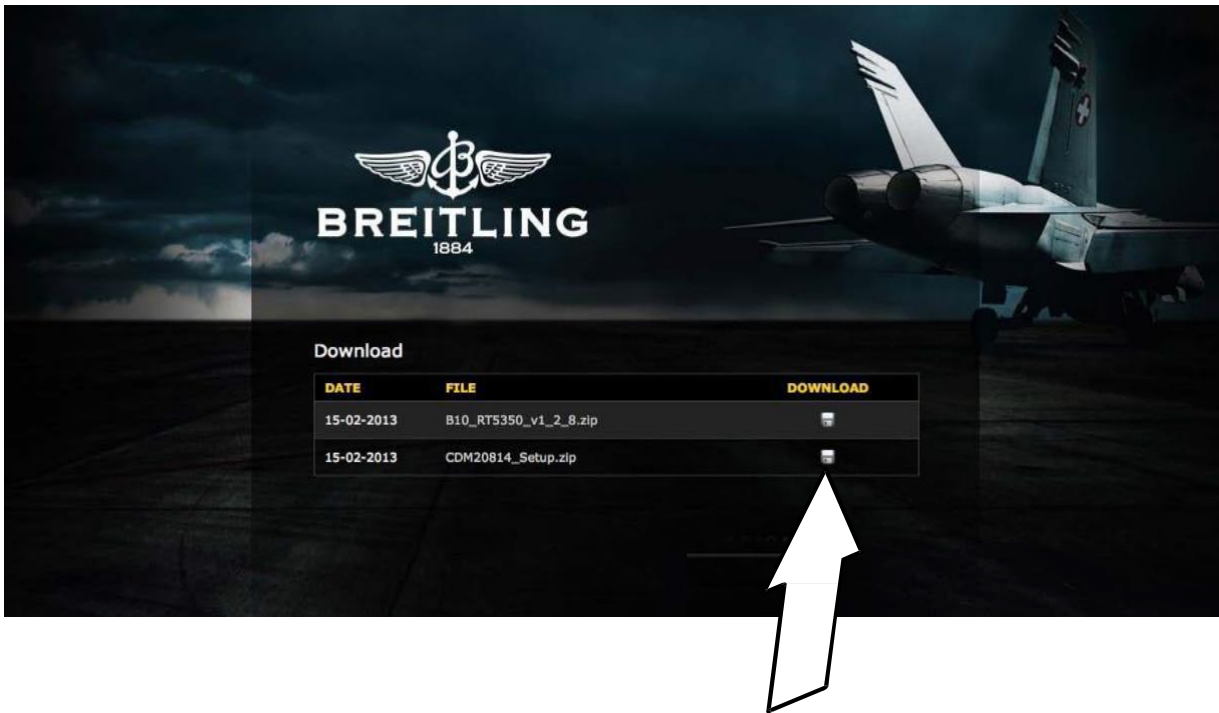 BREITLING
1884
Download
DATE FILE DOWNLOAD
15-02-2013 B10_RT5350_v1_2_8.zip
15-02-2013 CDM20814_Setup.zip